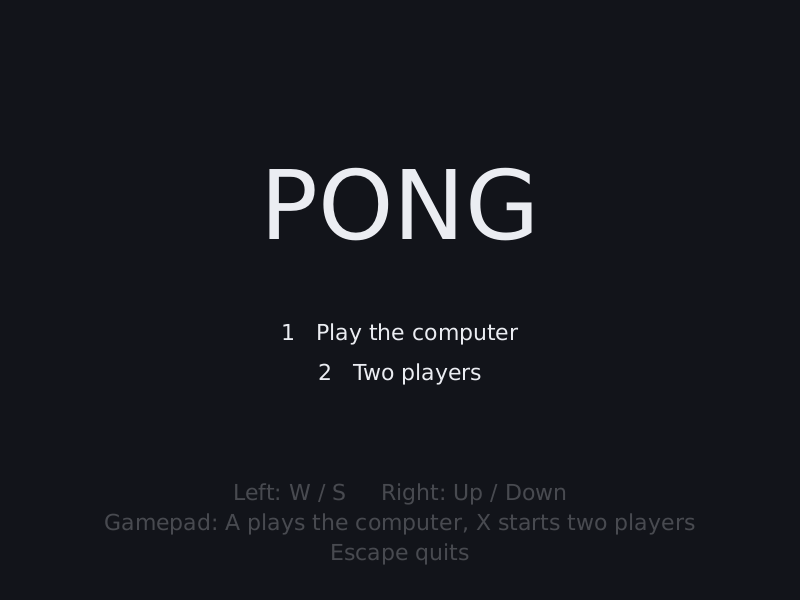 PONG
1 Play the computer
2 Two players
Left: W / S Right: Up / Down
Gamepad: A plays the computer, X starts two players
Escape quits